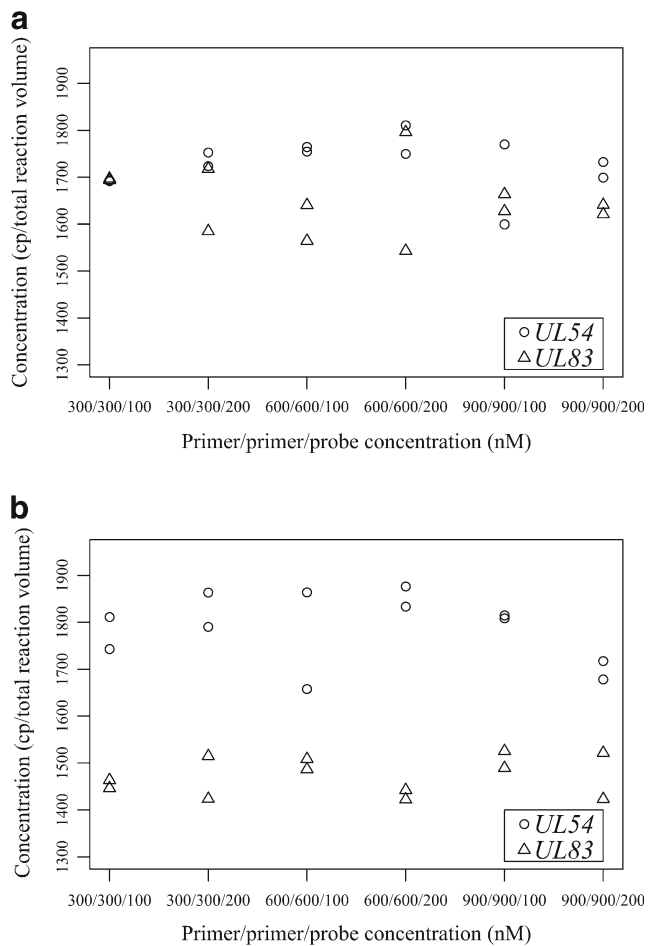 a
Concentration (cp/total reaction volume)
1900
1800
1700
1600
1500
1400
1300
UL54
UL83
300/300/100 300/300/200 600/600/100 600/600/200 900/900/100 900/900/200
Primer/primer/probe concentration (nM)
b
Concentration (cp/total reaction volume)
1900
1800
1700
1600
1500
1400
1300
UL54
UL83
300/300/100 300/300/200 600/600/100 600/600/200 900/900/100 900/900/200
Primer/primer/probe concentration (nM)